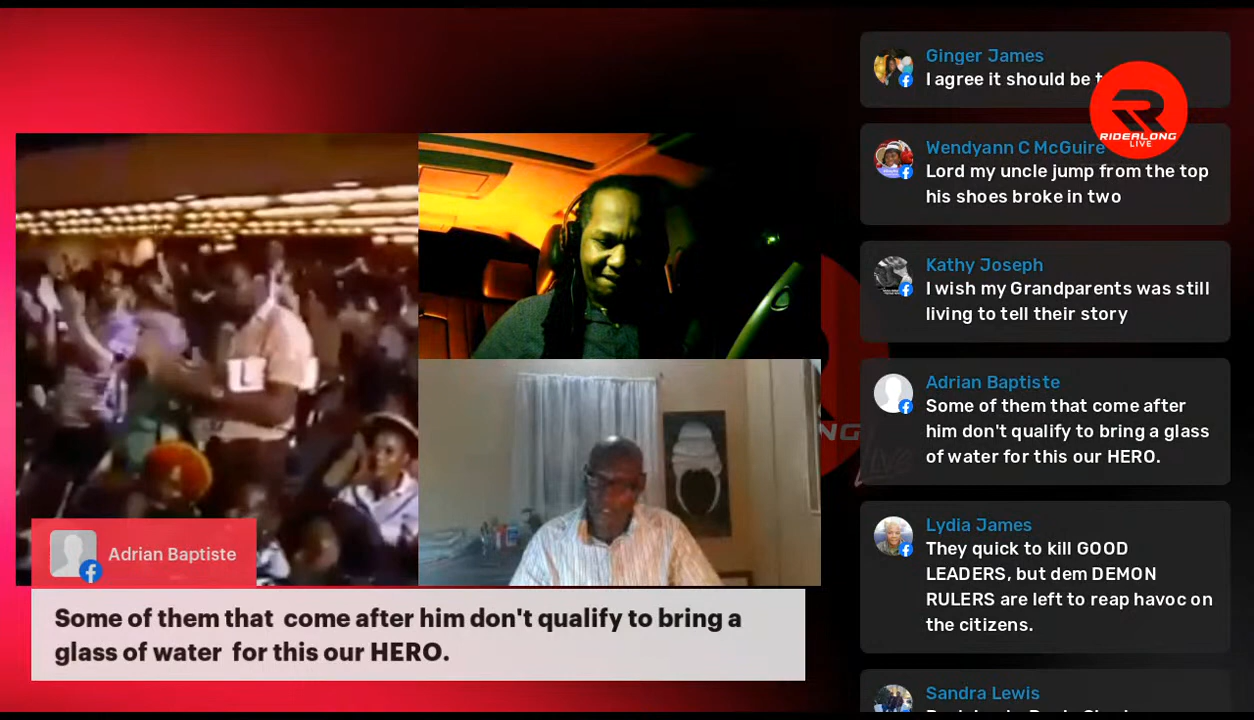 Ginger James
I agree it should be
RIDEALONG
LIVE
Wendyann C McGuire
Lord my uncle jump from the top
his shoes broke in two
Kathy Joseph
I wish my Grandparents was still
living to tell their story
Adrian Baptiste
Some of them that come after
him don't qualify to bring a glass
of water for this our HERO.
Lydia James
They quick to kill GOOD
LEADERS, but dem DEMON
RULERS are left to reap havoc on
the citizens.
Sandra Lewis
Adrian Baptiste
Some of them that come after him don't qualify to bring a
glass of water for this our HERO.